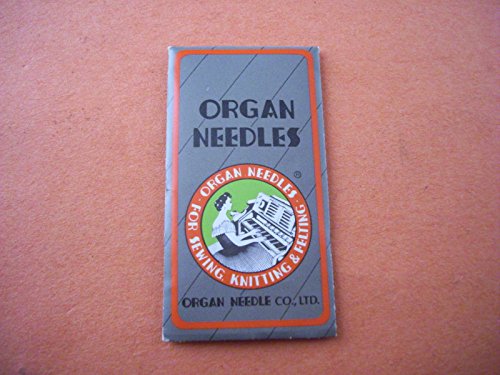 ORGAN
NEEDLES
®
· ORGAN NEEDLES ·
FOR SEWING, KNITTING & FELTING
ORGAN NEEDLE CO., LTD.